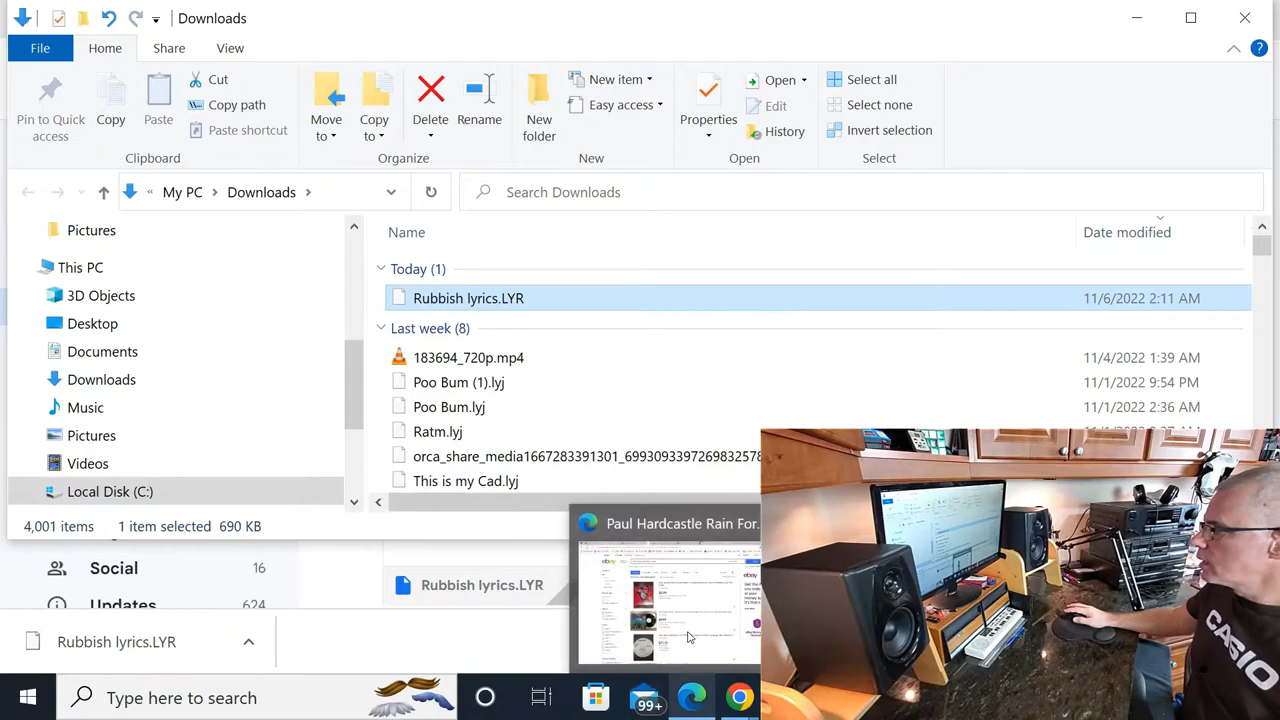 Downloads
File Home Share View
Pin to Quick access
Copy
Paste
Cut
Copy path
Paste shortcut
Clipboard
Move to
Copy to
Delete
Rename
Organize
New folder
New item
Easy access
New
Properties
Open
Edit
History
Open
Select all
Select none
Invert selection
Select
« My PC > Downloads >
Search Downloads
Pictures
This PC
3D Objects
Desktop
Documents
Downloads
Music
Pictures
Videos
Local Disk (C:)
Name Date modified
Today (1)
Rubbish lyrics.LYR 11/6/2022 2:11 AM
Last week (8)
183694_720p.mp4 11/4/2022 1:39 AM
Poo Bum (1).lyj 11/1/2022 9:54 PM
Poo Bum.lyj 11/1/2022 2:36 AM
Ratm.lyj
orca_share_media1667283391301_6993093397269832578
This is my Cad.lyj
4,001 items 1 item selected 690 KB
Paul Hardcastle Rain For...
ebay
Social 16
Updates 624
Rubbish lyrics.LYR
Rubbish lyr
Type here to search
99+
CASIO